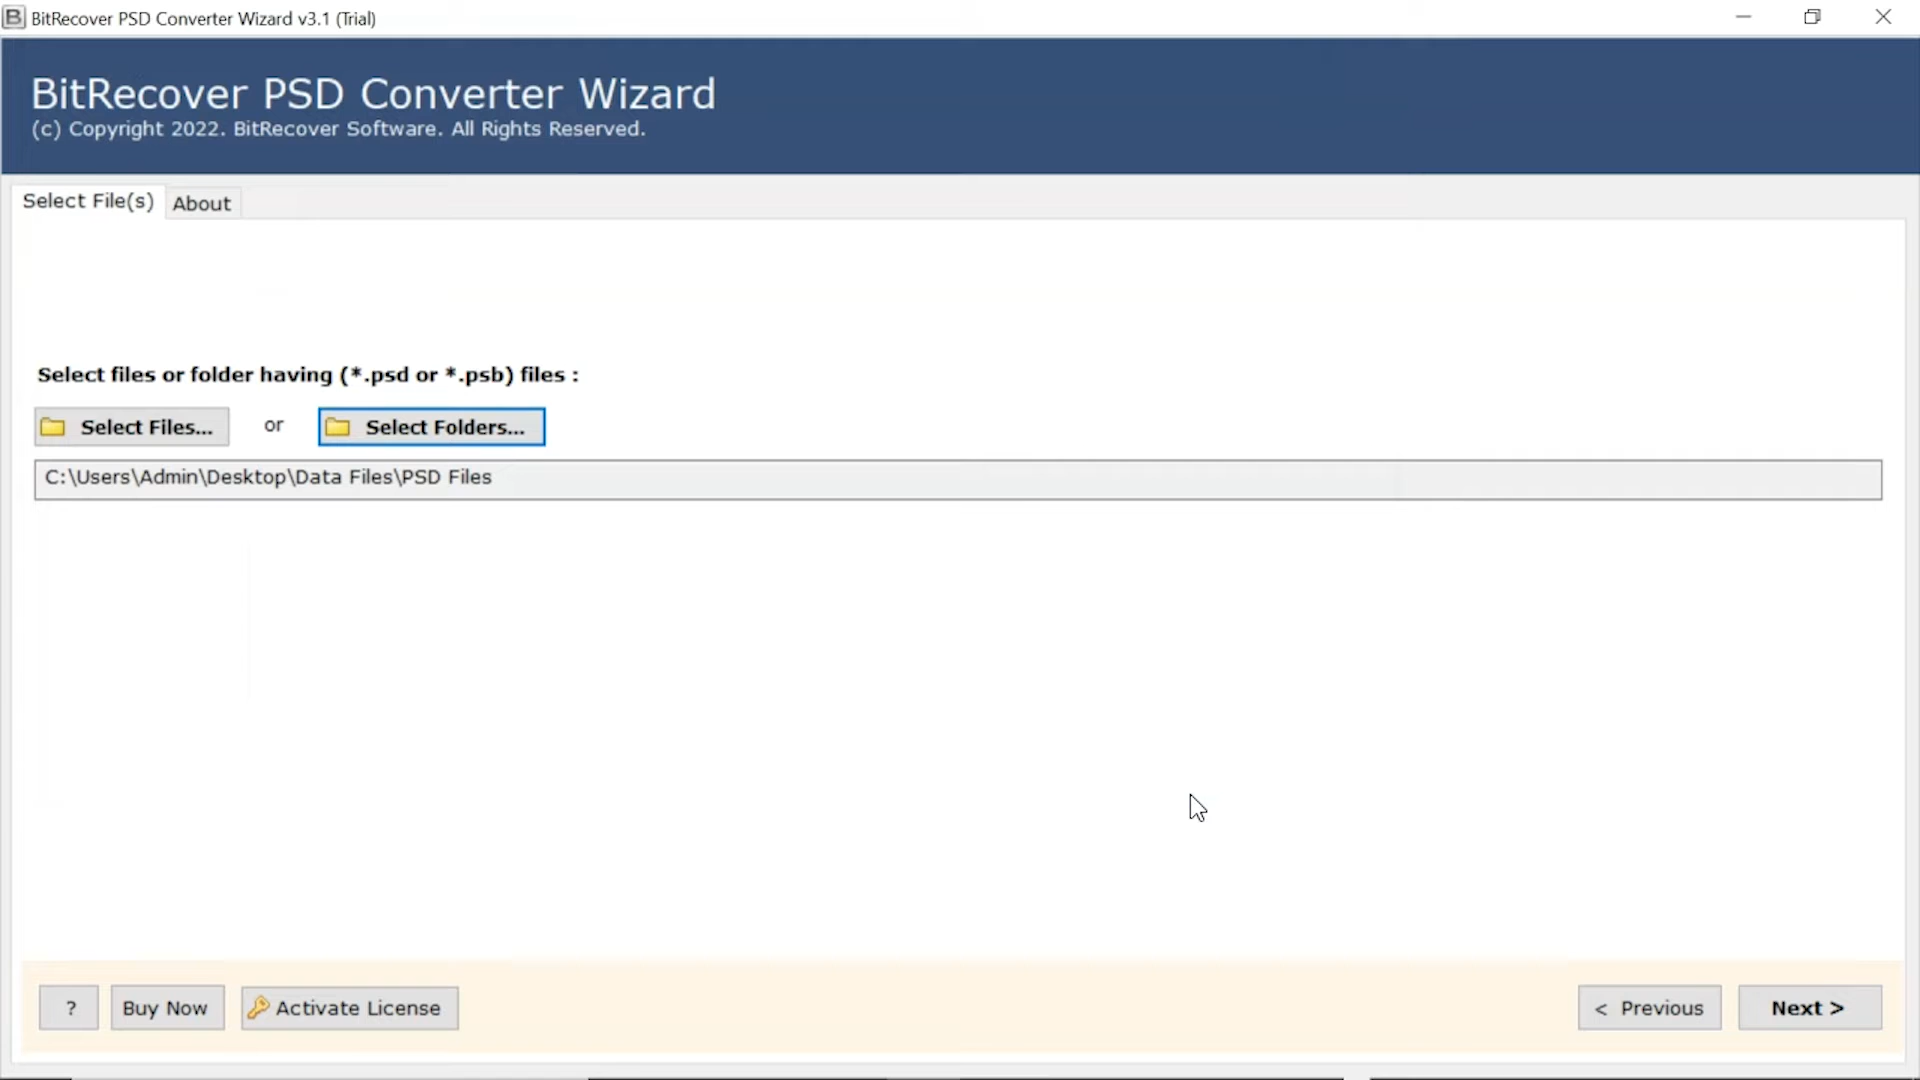 BitRecover PSD Converter Wizard v3.1 (Trial)
BitRecover PSD Converter Wizard
(c) Copyright 2022. BitRecover Software. All Rights Reserved.
Select File(s) About
Select files or folder having (*.psd or *.psb) files :
Select Files... or Select Folders...
C:\Users\Admin\Desktop\Data Files\PSD Files
? Buy Now Activate License < Previous Next >